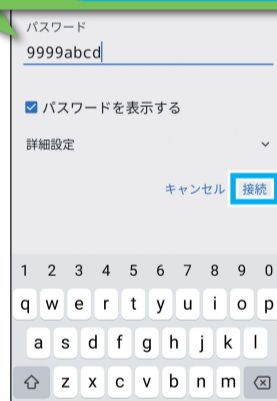 パスワード
9999abcd
パスワードを表示する
詳細設定
キャンセル 接続
1 2 3 4 5 6 7 8 9 0
q w e r t y u i o p
a s d f g h j k l
z x c v b n m